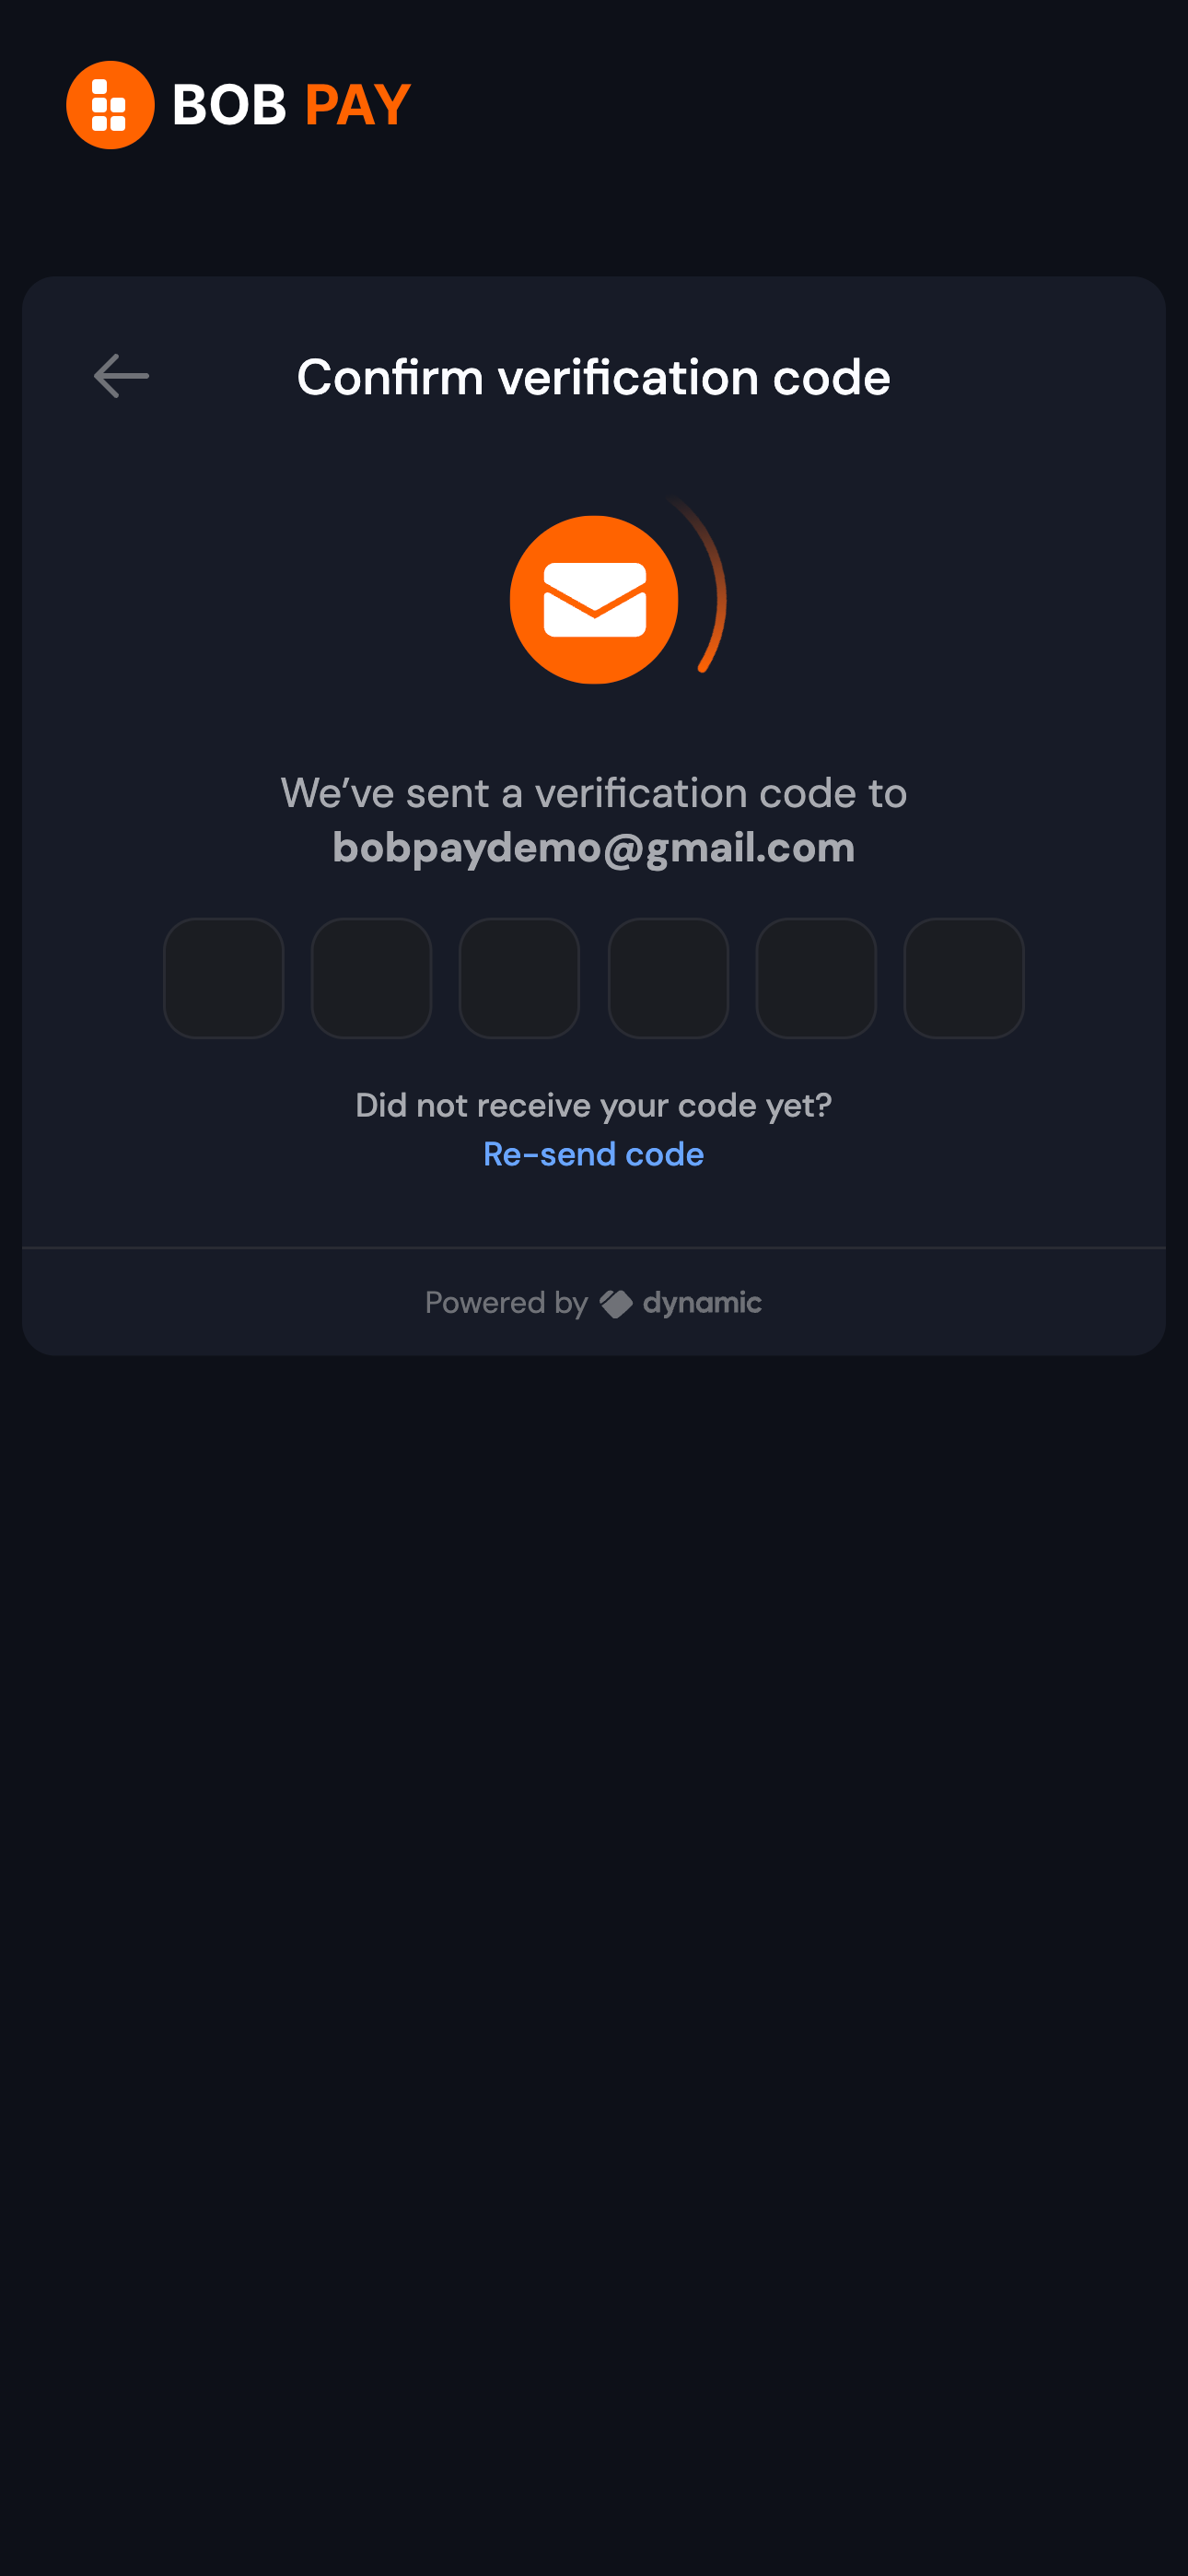 BOB PAY
Confirm verification code
We’ve sent a verification code to
bobpaydemo@gmail.com
Did not receive your code yet?
Re-send code
Powered by dynamic